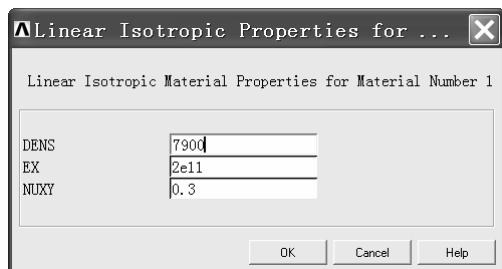 Linear Isotropic Properties for ...
Linear Isotropic Material Properties for Material Number 1
DENS 7900
EX 2e11
NUXY 0.3
OK Cancel Help